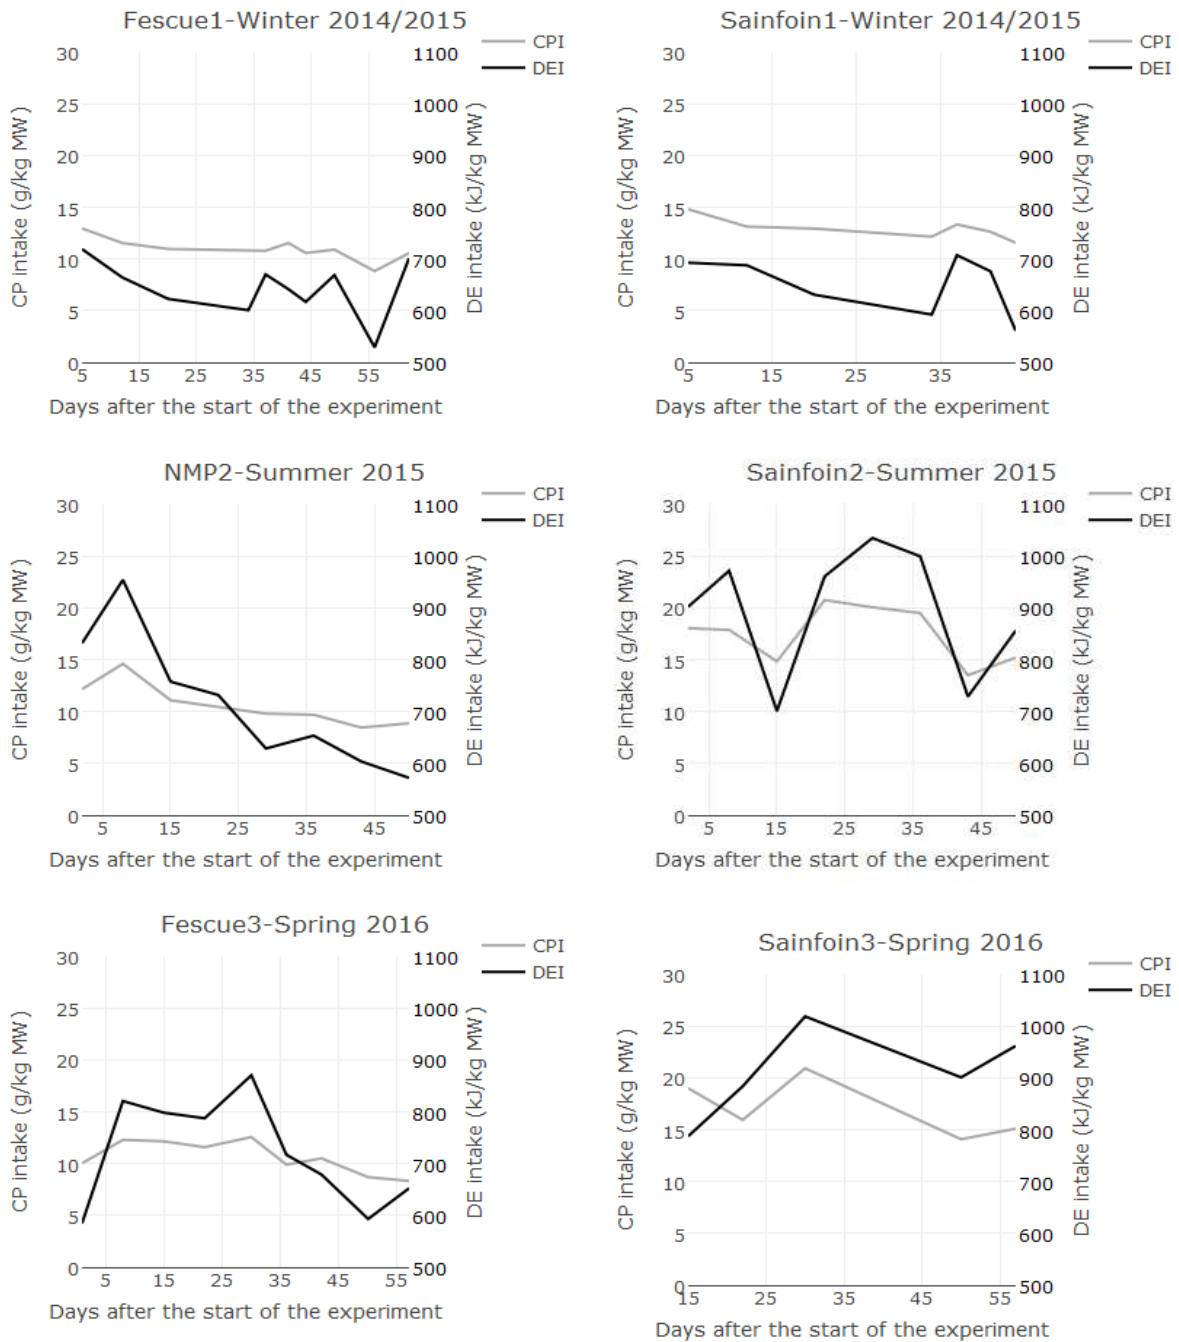 Fescue1-Winter 2014/2015
CPI
DEI
30
25
20
15
10
5
0
1100
1000
900
800
700
600
500
CP intake (g/kg MW)
DE intake (kJ/kg MW)
5 15 25 35 45 55
Days after the start of the experiment
Sainfoin1-Winter 2014/2015
CPI
DEI
30
25
20
15
10
5
0
1100
1000
900
800
700
600
500
CP intake (g/kg MW)
DE intake (kJ/kg MW)
5 15 25 35
Days after the start of the experiment
NMP2-Summer 2015
CPI
DEI
30
25
20
15
10
5
0
1100
1000
900
800
700
600
500
CP intake (g/kg MW)
DE intake (kJ/kg MW)
5 15 25 35 45
Days after the start of the experiment
Sainfoin2-Summer 2015
CPI
DEI
30
25
20
15
10
5
0
1100
1000
900
800
700
600
500
CP intake (g/kg MW)
DE intake (kJ/kg MW)
5 15 25 35 45
Days after the start of the experiment
Fescue3-Spring 2016
CPI
DEI
30
25
20
15
10
5
0
1100
1000
900
800
700
600
500
CP intake (g/kg MW)
DE intake (kJ/kg MW)
5 15 25 35 45 55
Days after the start of the experiment
Sainfoin3-Spring 2016
CPI
DEI
30
25
20
15
10
5
0
1100
1000
900
800
700
600
500
CP intake (g/kg MW)
DE intake (kJ/kg MW)
15 25 35 45 55
Days after the start of the experiment